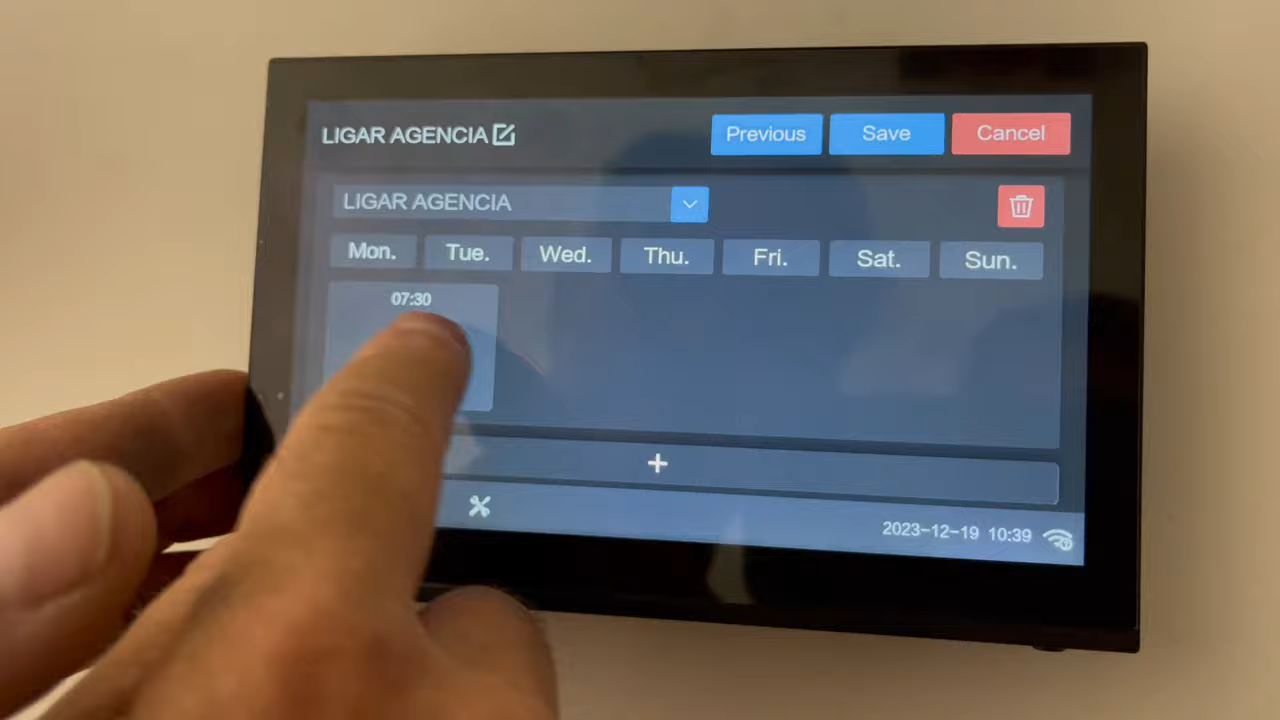 LIGAR AGENCIA
Previous
Save
Cancel
LIGAR AGENCIA
Mon.
Tue.
Wed.
Thu.
Fri.
Sat.
Sun.
07:30
+
2023-12-19 10:39